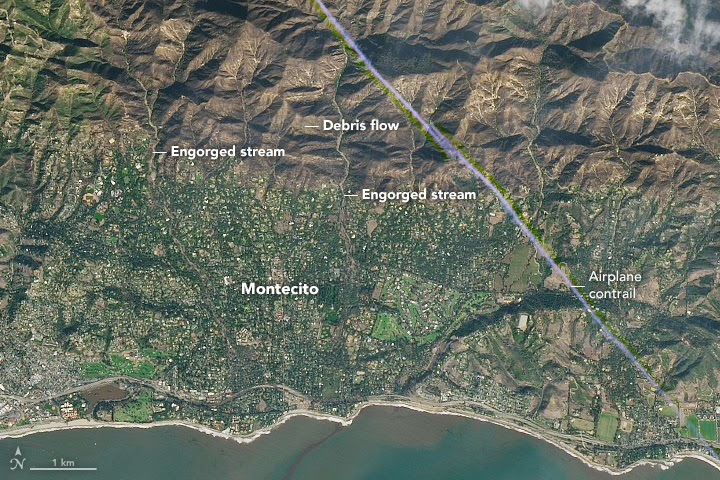 Debris flow
Engorged stream
Engorged stream
Airplane
contrail
Montecito
N
1 km